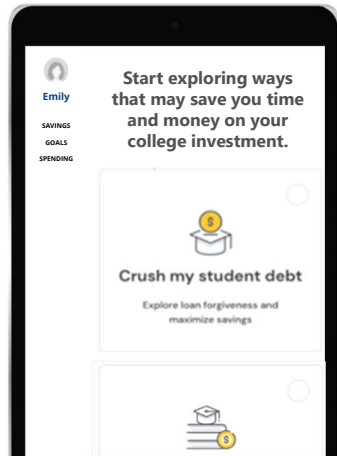 Emily
SAVINGS
GOALS
SPENDING
Start exploring ways
that may save you time
and money on your
college investment.
$
Crush my student debt
Explore loan forgiveness and
maximize savings
$